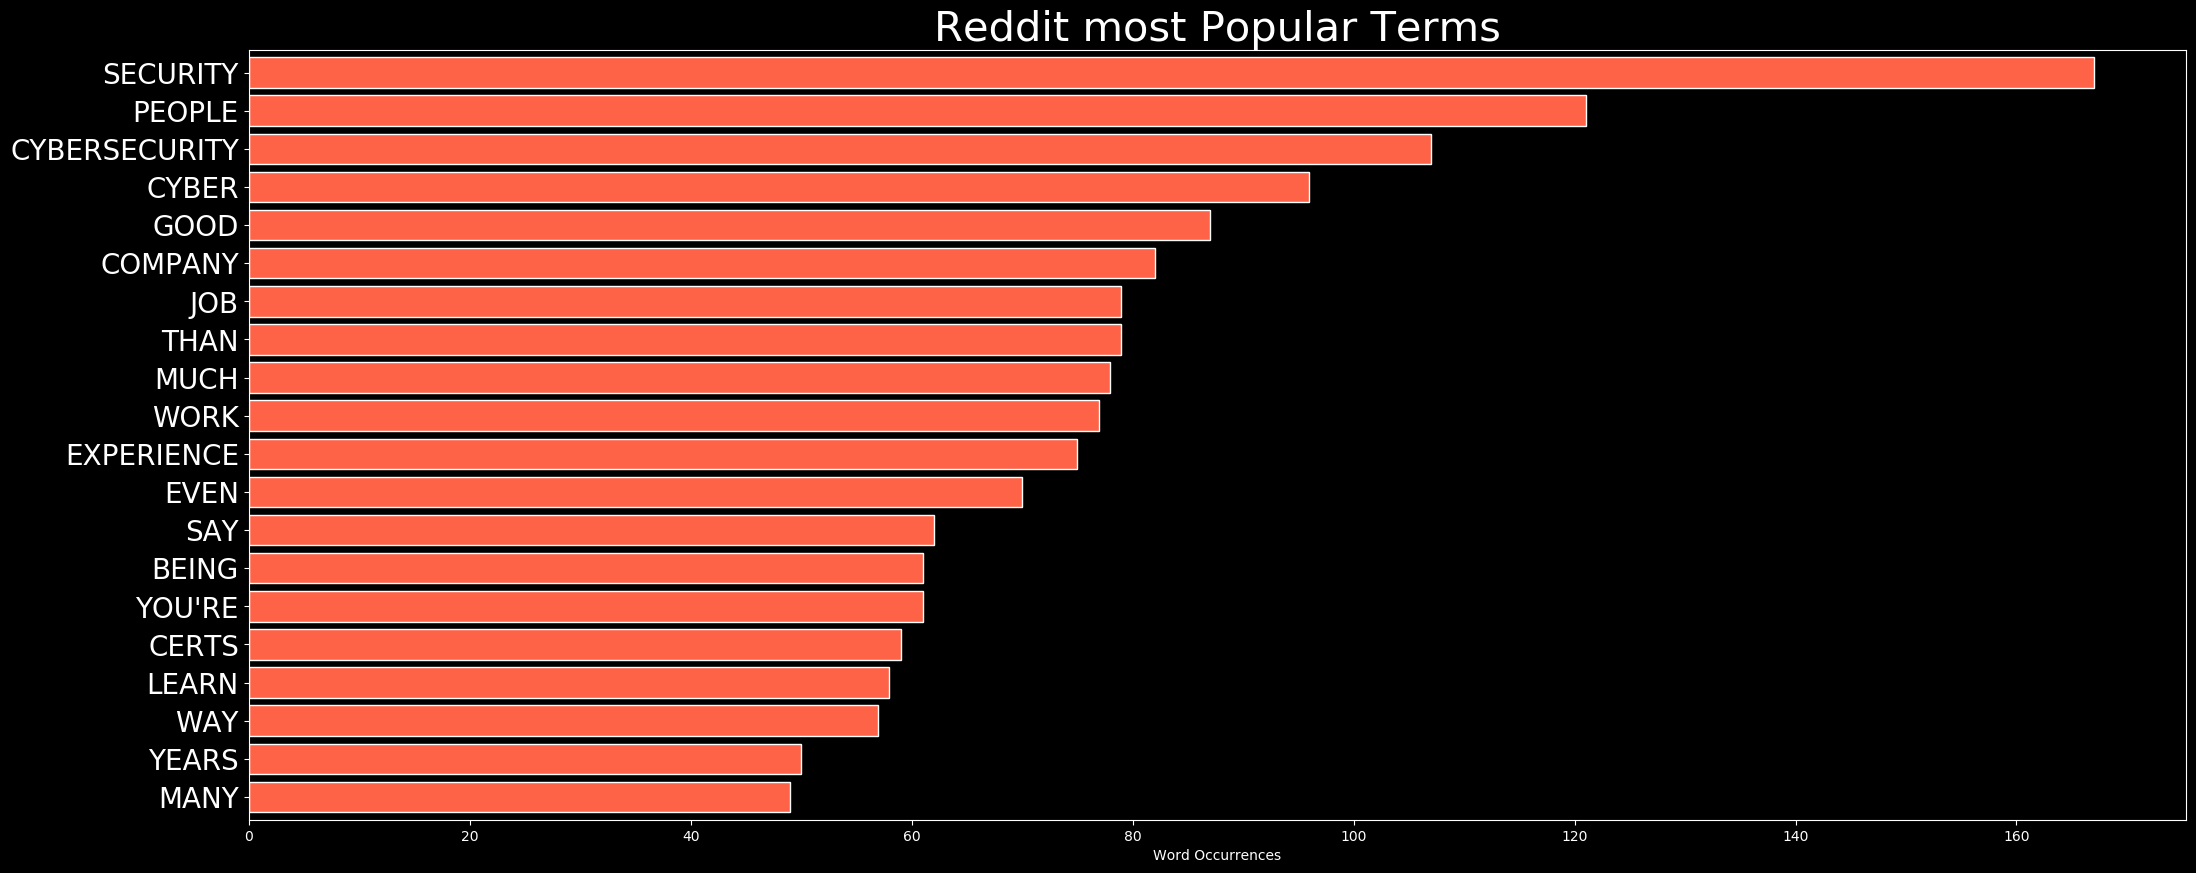 Reddit most Popular Terms
SECURITY
PEOPLE
CYBERSECURITY
CYBER
GOOD
COMPANY
JOB
THAN
MUCH
WORK
EXPERIENCE
EVEN
SAY
BEING
YOU'RE
CERTS
LEARN
WAY
YEARS
MANY
0 20 40 60 80 100 120 140 160
Word Occurrences